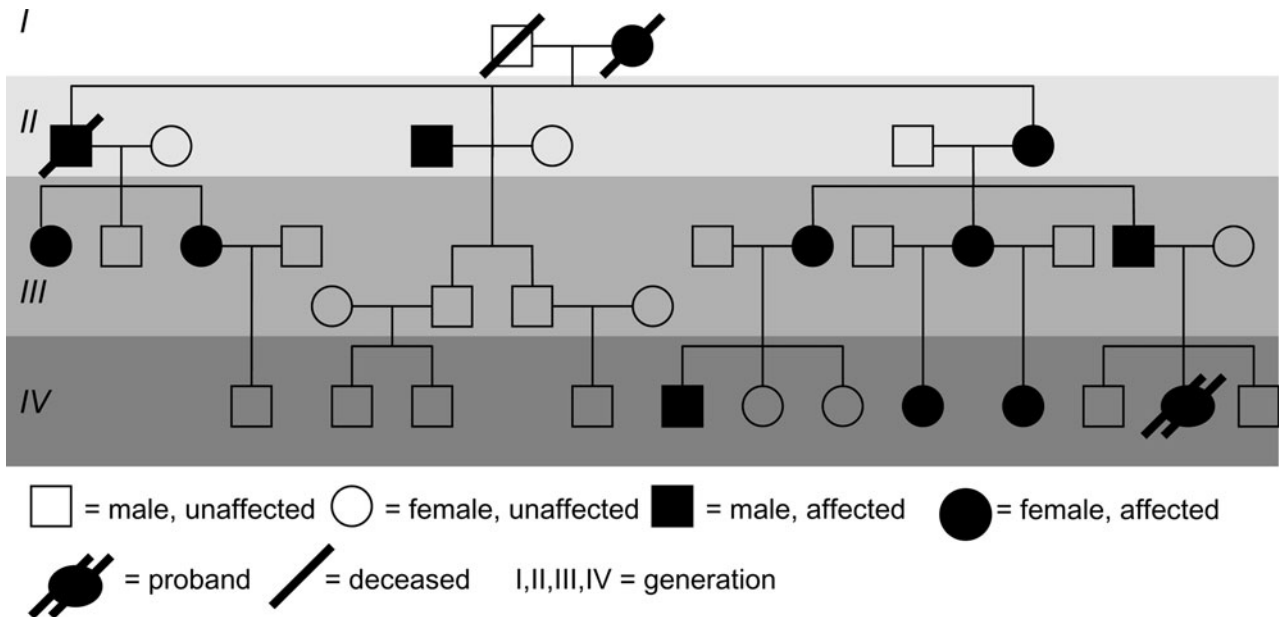 I
II
III
IV
= male, unaffected = female, unaffected = male, affected = female, affected
= proband = deceased I,II,III,IV = generation